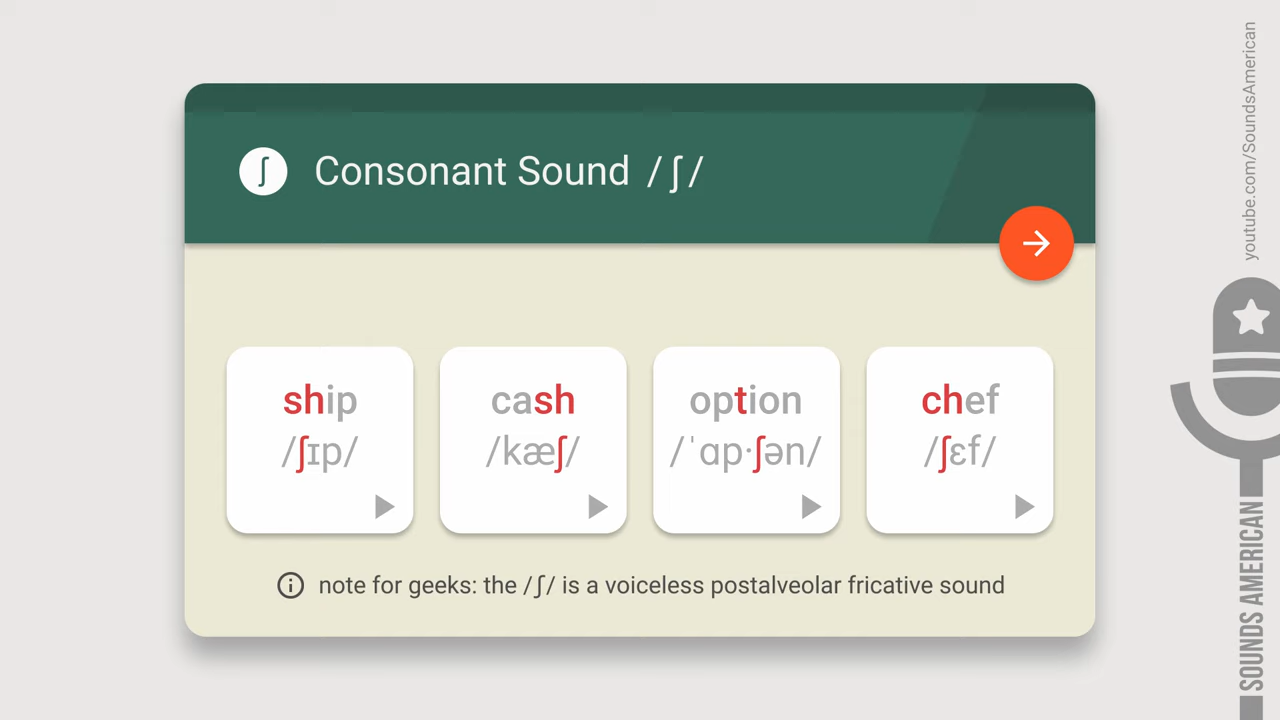 ʃ Consonant Sound /ʃ/
ship
/ʃɪp/
cash
/kæʃ/
option
/ˈɑp·ʃən/
chef
/ʃɛf/
note for geeks: the /ʃ/ is a voiceless postalveolar fricative sound
youtube.com/SoundsAmerican
SOUNDS AMERICAN